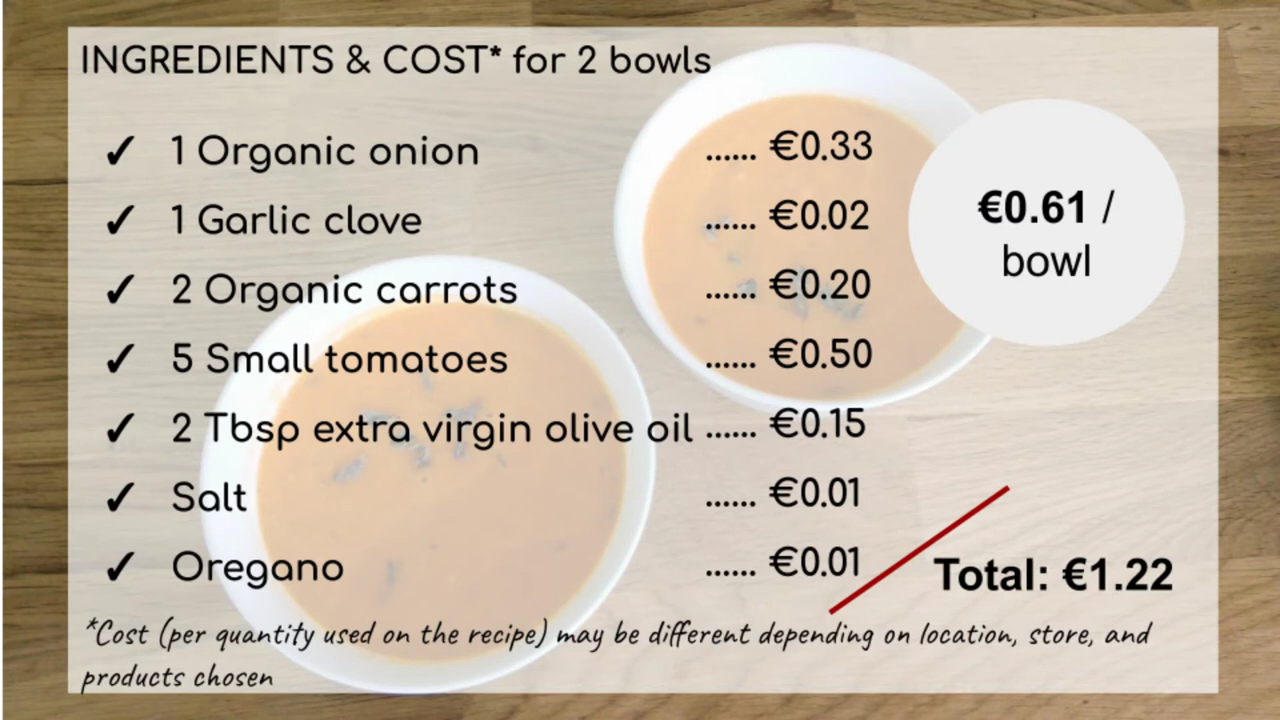 INGREDIENTS & COST* for 2 bowls
✓ 1 Organic onion ...... €0.33
✓ 1 Garlic clove ...... €0.02
✓ 2 Organic carrots ...... €0.20
✓ 5 Small tomatoes ...... €0.50
✓ 2 Tbsp extra virgin olive oil ...... €0.15
✓ Salt ...... €0.01
✓ Oregano ...... €0.01
€0.61 /
bowl
Total: €1.22
*Cost (per quantity used on the recipe) may be different depending on location, store, and
products chosen